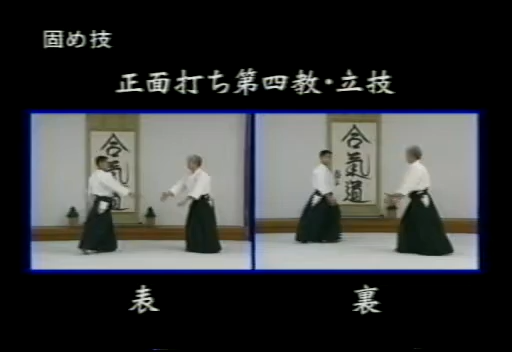 固め技
正面打ち第四教・立技
合氣道
合氣道
表
裏